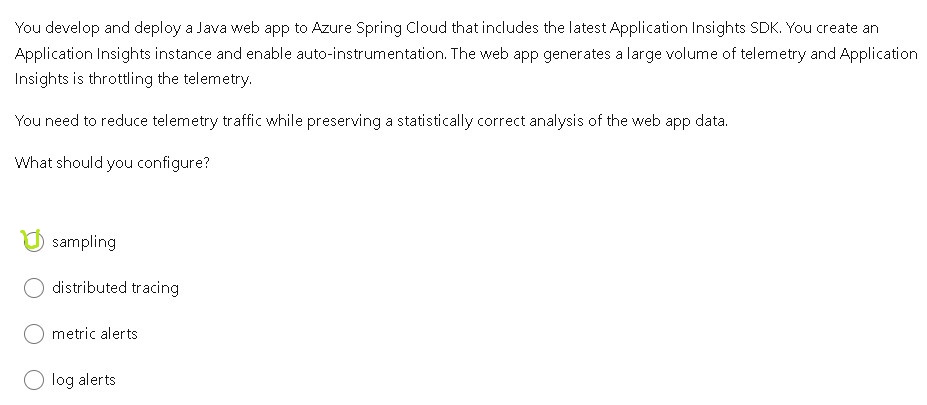 You develop and deploy a Java web app to Azure Spring Cloud that includes the latest Application Insights SDK. You create an
Application Insights instance and enable auto-instrumentation. The web app generates a large volume of telemetry and Application
Insights is throttling the telemetry.
You need to reduce telemetry traffic while preserving a statistically correct analysis of the web app data.
What should you configure?
sampling
distributed tracing
metric alerts
log alerts